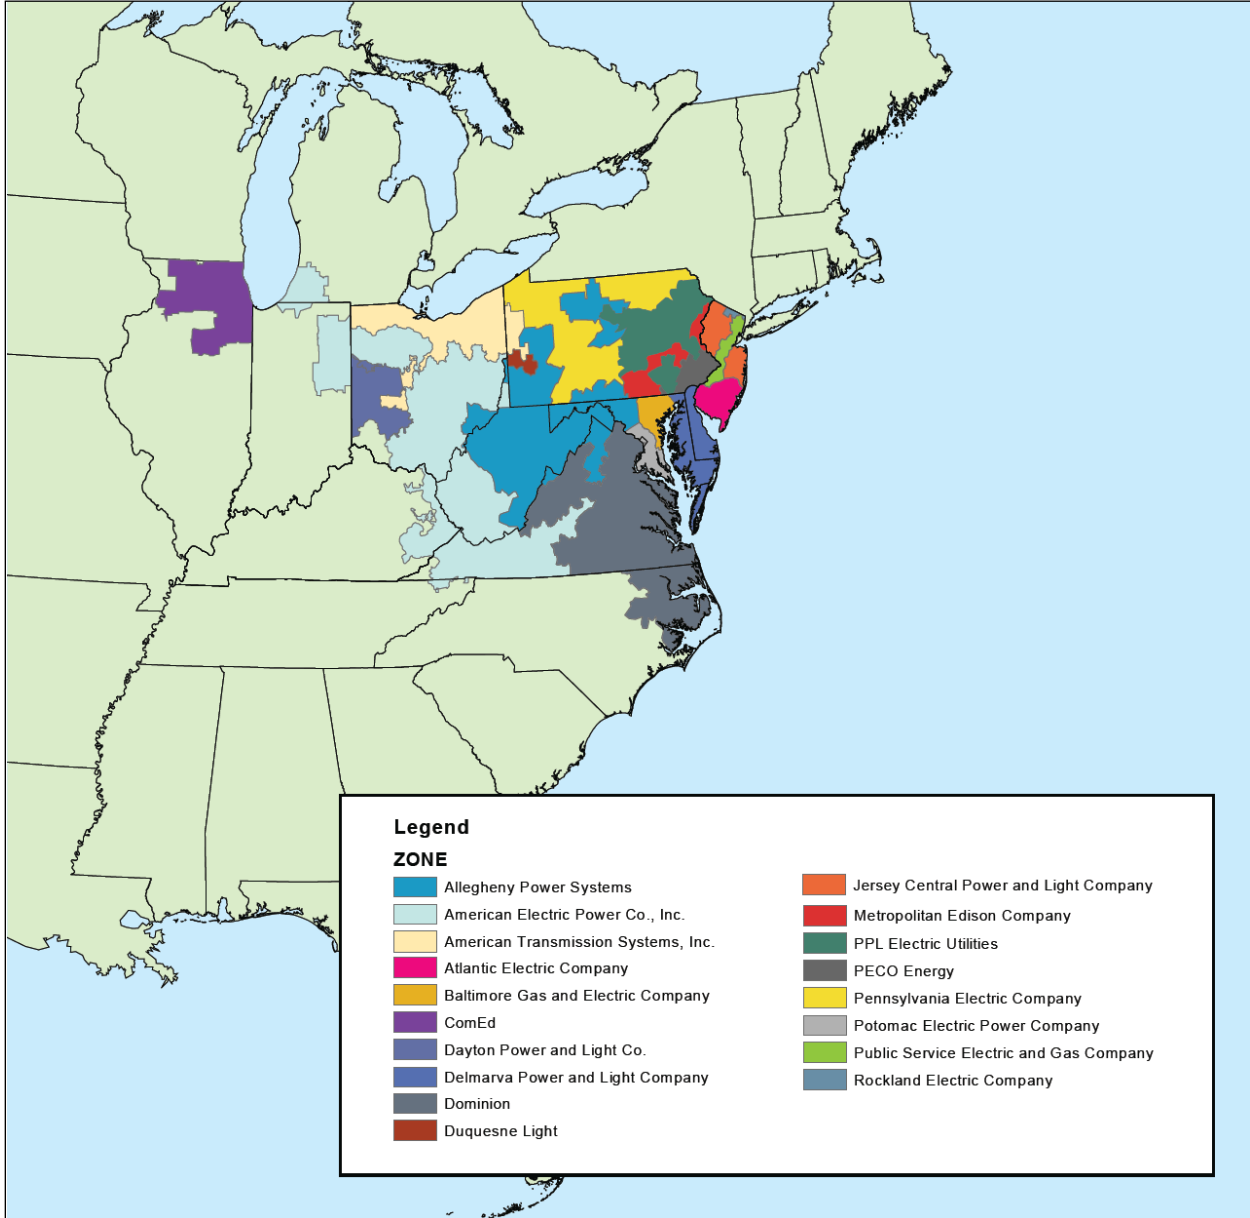 Legend
ZONE
Allegheny Power Systems
American Electric Power Co., Inc.
American Transmission Systems, Inc.
Atlantic Electric Company
Baltimore Gas and Electric Company
ComEd
Dayton Power and Light Co.
Delmarva Power and Light Company
Dominion
Duquesne Light
Jersey Central Power and Light Company
Metropolitan Edison Company
PPL Electric Utilities
PECO Energy
Pennsylvania Electric Company
Potomac Electric Power Company
Public Service Electric and Gas Company
Rockland Electric Company